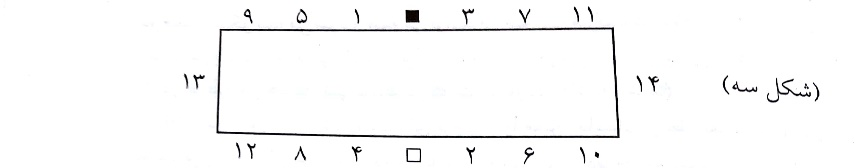 ۹ ۵ ۱ ■ ۳ ۷ ۱۱
۱۳ ۱۴ (شکل سه)
۱۲ ۸ ۴ □ ۲ ۶ ۱۰